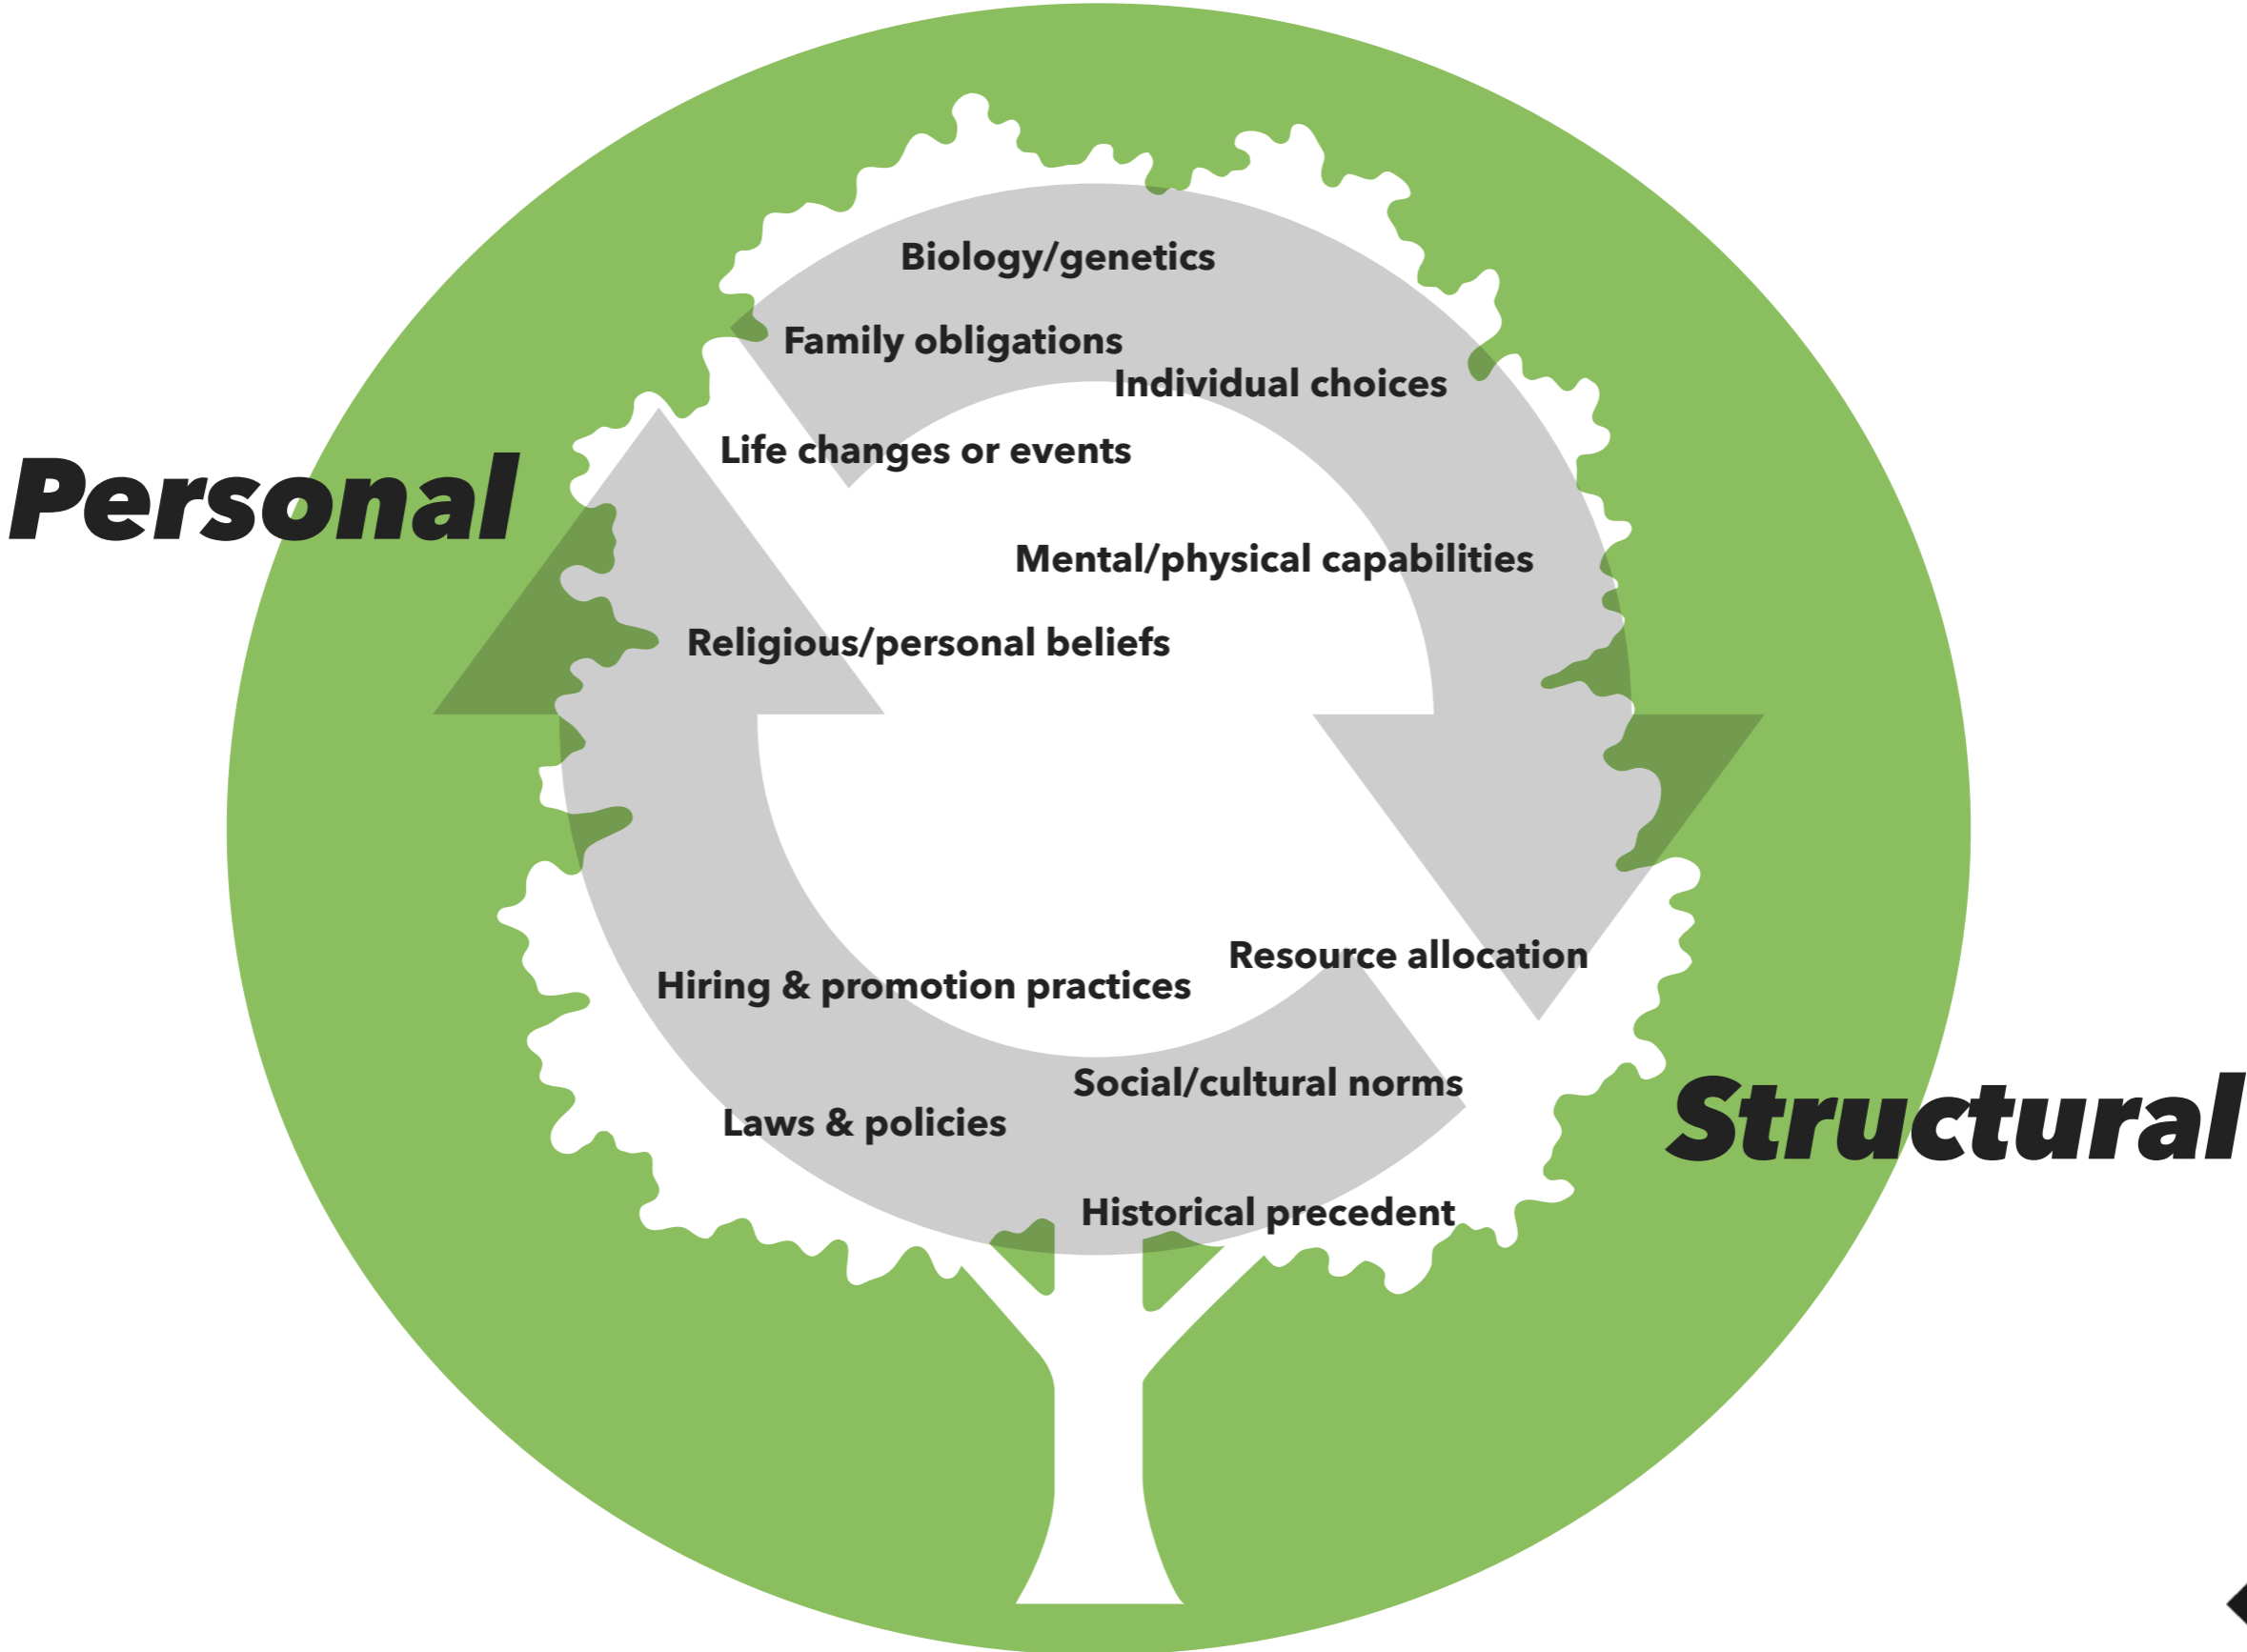 Biology/genetics
Family obligations
Individual choices
Life changes or events
Personal
Mental/physical capabilities
Religious/personal beliefs
Resource allocation
Hiring & promotion practices
Social/cultural norms
Laws & policies
Structural
Historical precedent